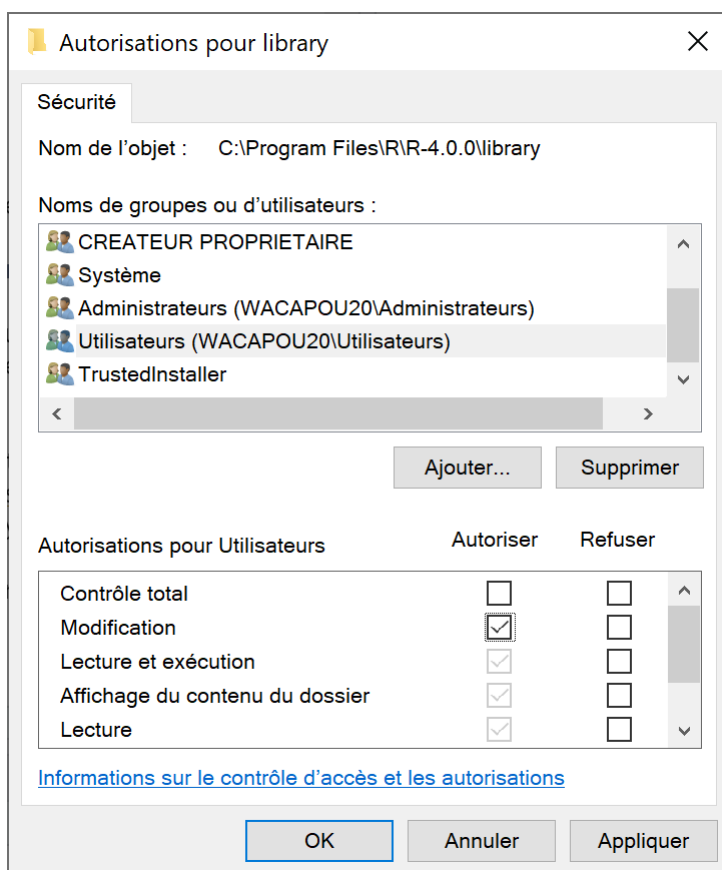 Autorisations pour library
Sécurité
Nom de l'objet : C:\Program Files\R\R-4.0.0\library
Noms de groupes ou d'utilisateurs :
CREATEUR PROPRIETAIRE
Système
Administrateurs (WACAPOU20\Administrateurs)
Utilisateurs (WACAPOU20\Utilisateurs)
TrustedInstaller
Ajouter... Supprimer
Autorisations pour Utilisateurs Autoriser Refuser
Contrôle total
Modification
Lecture et exécution
Affichage du contenu du dossier
Lecture
Informations sur le contrôle d'accès et les autorisations
OK Annuler Appliquer